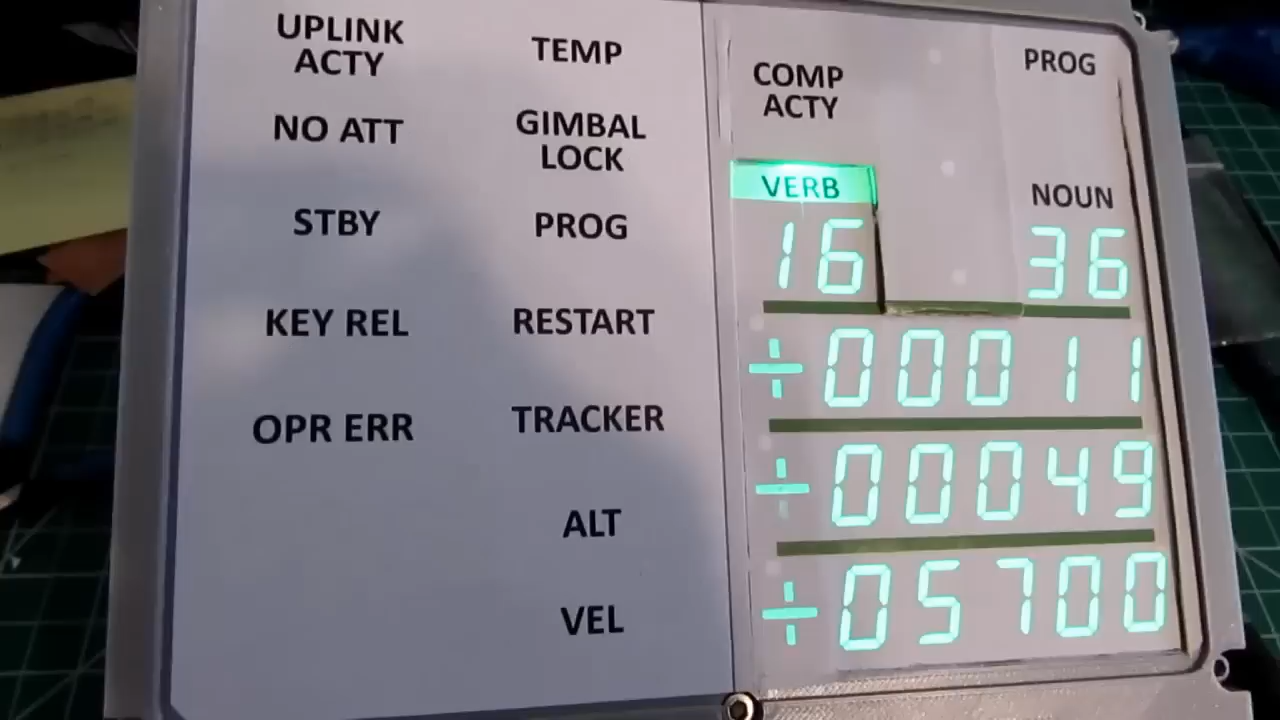 UPLINK
ACTY
TEMP
NO ATT
GIMBAL
LOCK
STBY
PROG
KEY REL
RESTART
OPR ERR
TRACKER
ALT
VEL
COMP
ACTY
PROG
VERB
NOUN
16
36
+00011
+00049
+05700